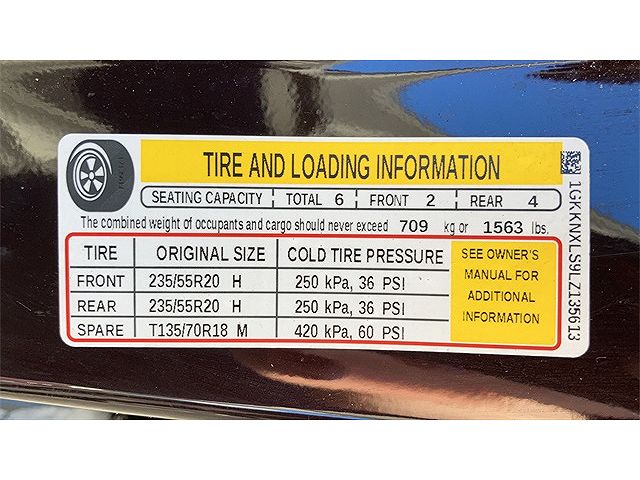 TIRE AND LOADING INFORMATION
SEATING CAPACITY TOTAL 6 FRONT 2 REAR 4
The combined weight of occupants and cargo should never exceed 709 kg or 1563 lbs.
TIRE ORIGINAL SIZE COLD TIRE PRESSURE
FRONT 235/55R20 H 250 kPa, 36 PSI
REAR 235/55R20 H 250 kPa, 36 PSI
SPARE T135/70R18 M 420 kPa, 60 PSI
SEE OWNER'S
MANUAL FOR
ADDITIONAL
INFORMATION
1GKKNXLS9LZ135613